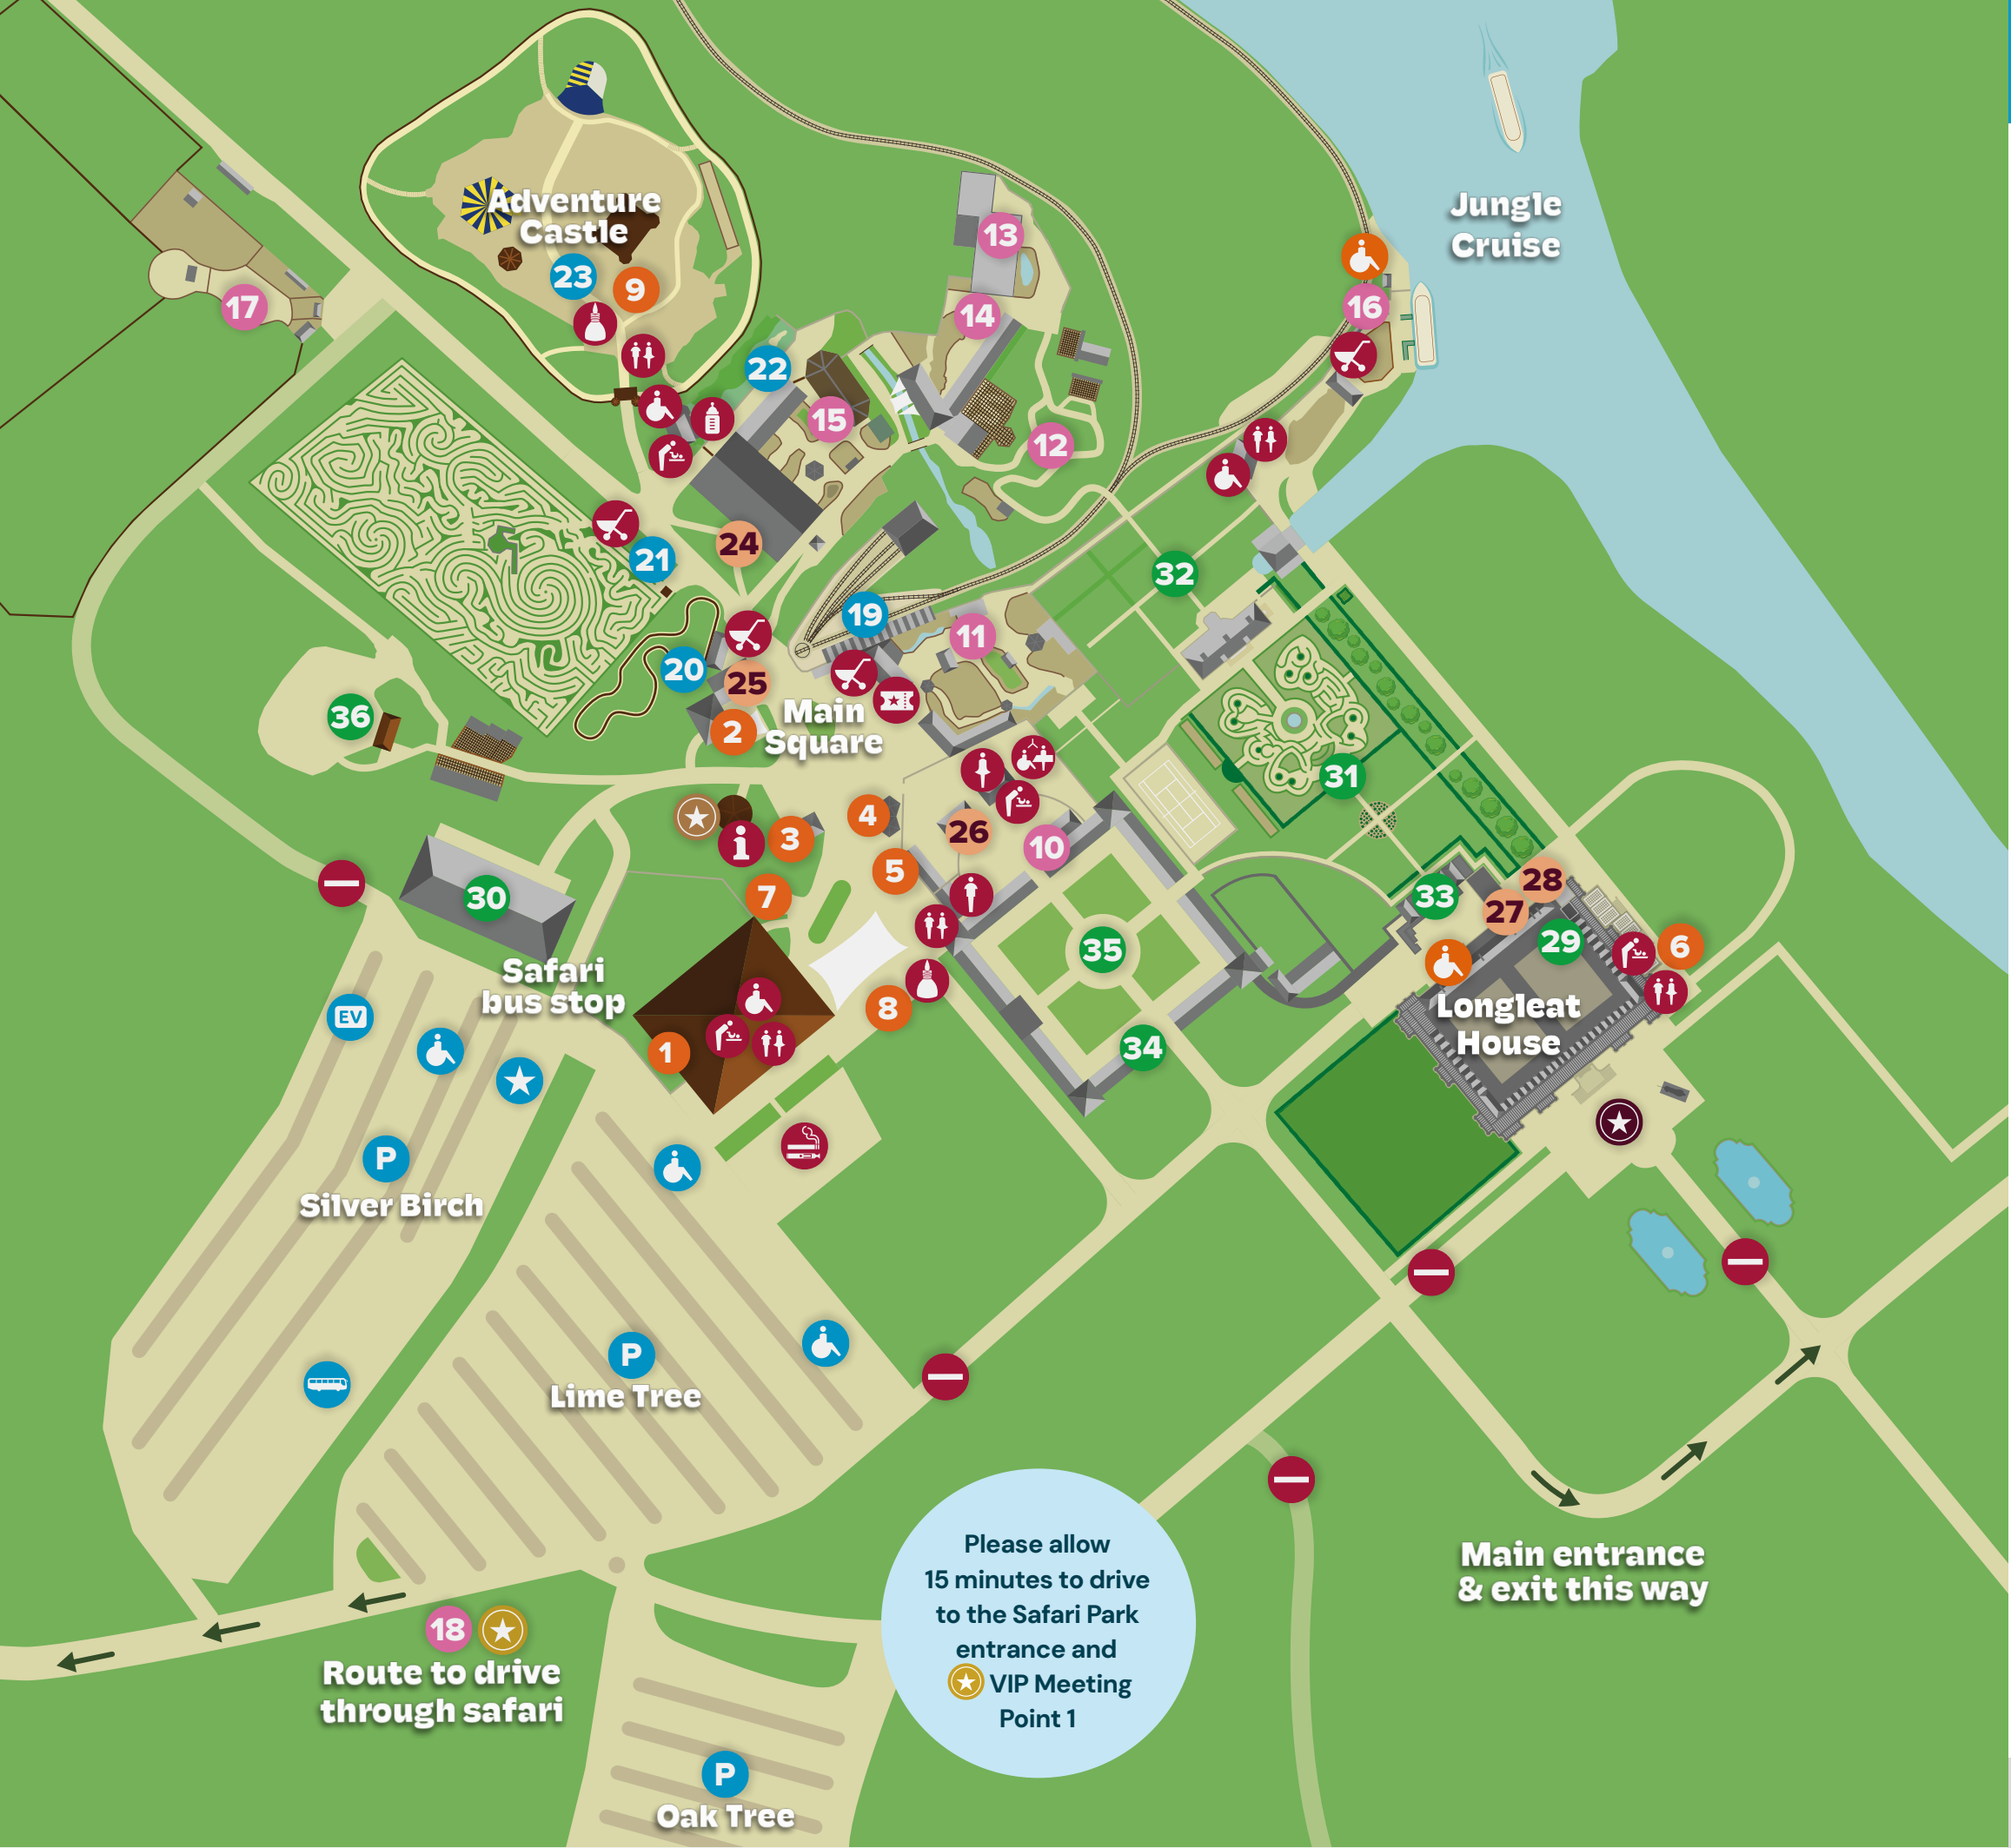 Jungle
Cruise
Adventure
Castle
13
23
9
16
14
17
22
15
12
24
21
32
19
11
20
25
36
2
Main
Square
31
4
3
26
10
5
7
28
33
27
30
29
6
35
Safari
bus stop
EV
8
Longleat
House
1
34
P
Silver Birch
P
Lime Tree
Please allow
15 minutes to drive
to the Safari Park
entrance and
VIP Meeting
Point 1
Main entrance
& exit this way
18
Route to drive
through safari
P
Oak Tree